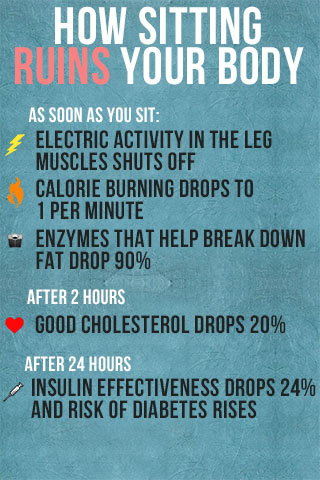 HOW SITTING
RUINS YOUR BODY
AS SOON AS YOU SIT:
ELECTRIC ACTIVITY IN THE LEG
MUSCLES SHUTS OFF
CALORIE BURNING DROPS TO
1 PER MINUTE
ENZYMES THAT HELP BREAK DOWN
FAT DROP 90%
AFTER 2 HOURS
GOOD CHOLESTEROL DROPS 20%
AFTER 24 HOURS
INSULIN EFFECTIVENESS DROPS 24%
AND RISK OF DIABETES RISES